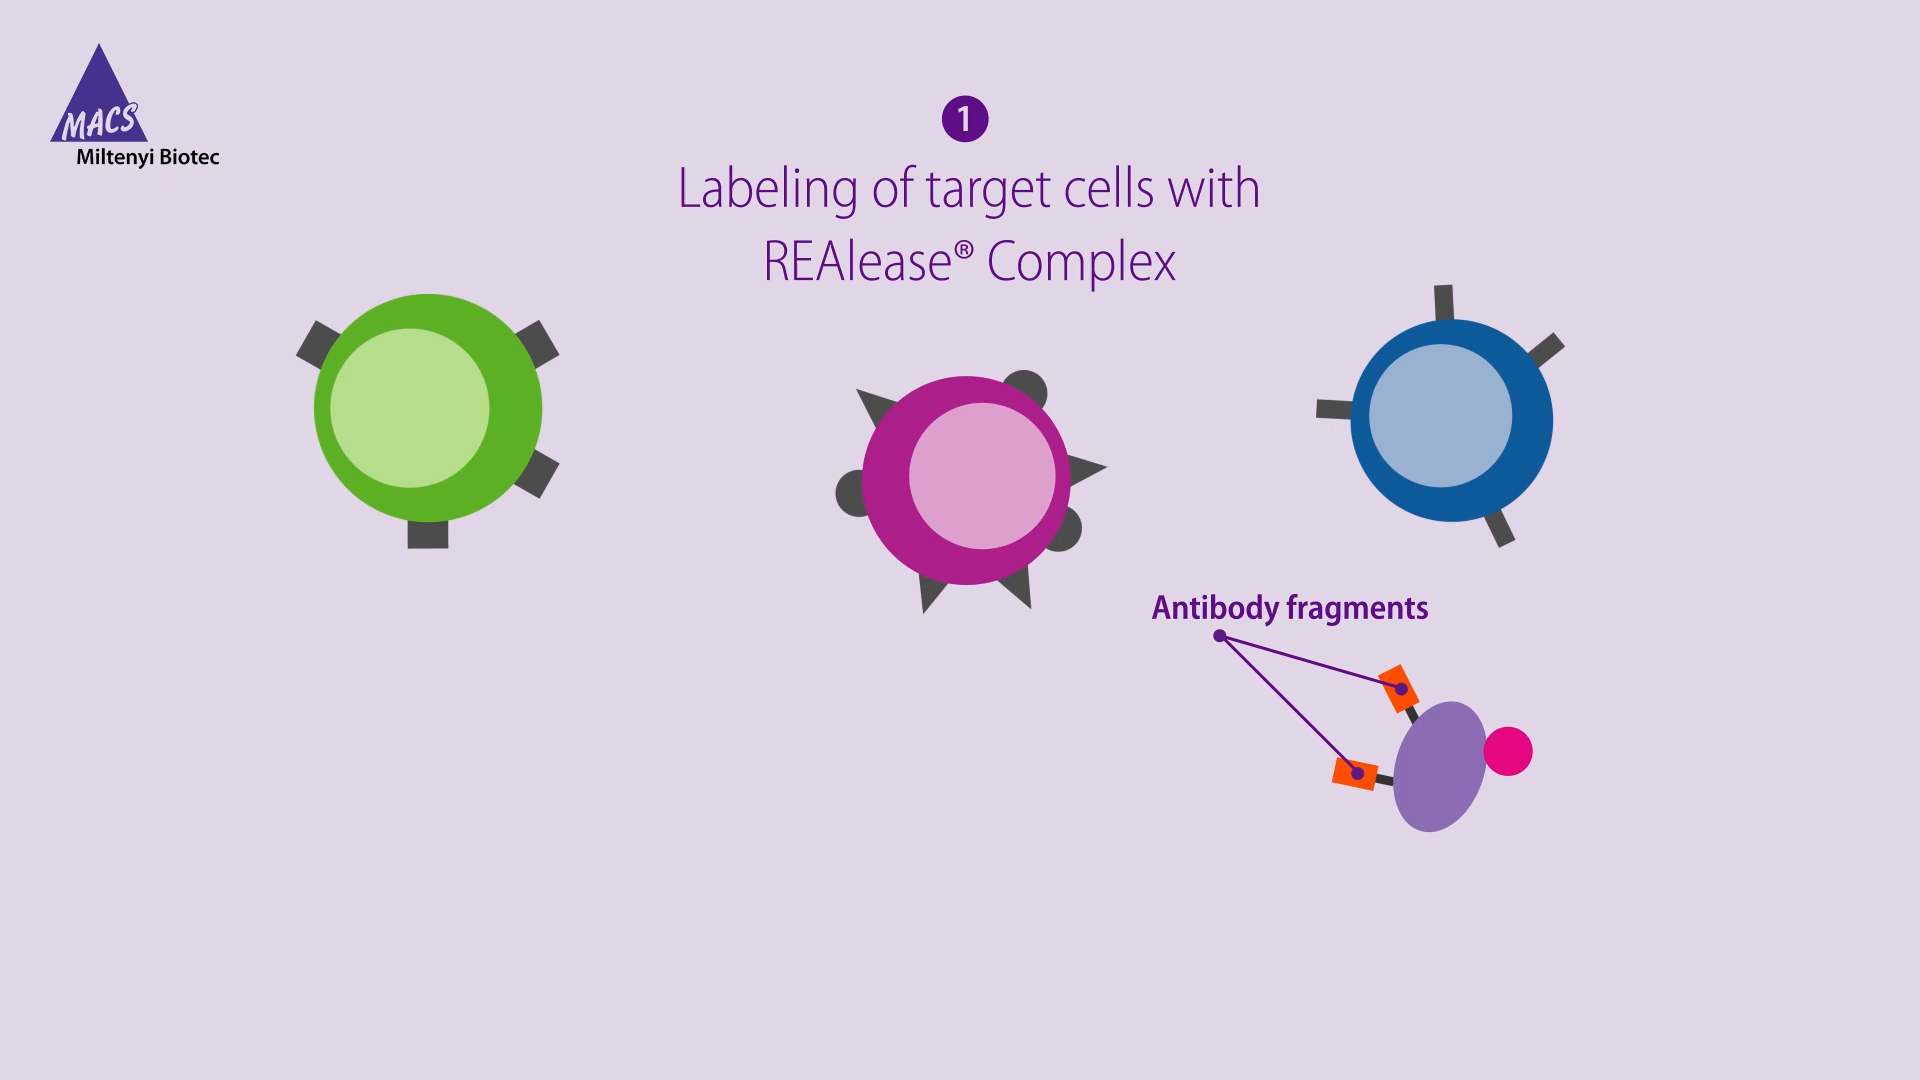 MACS
Miltenyi Biotec
1
Labeling of target cells with
REAlease® Complex
Antibody fragments